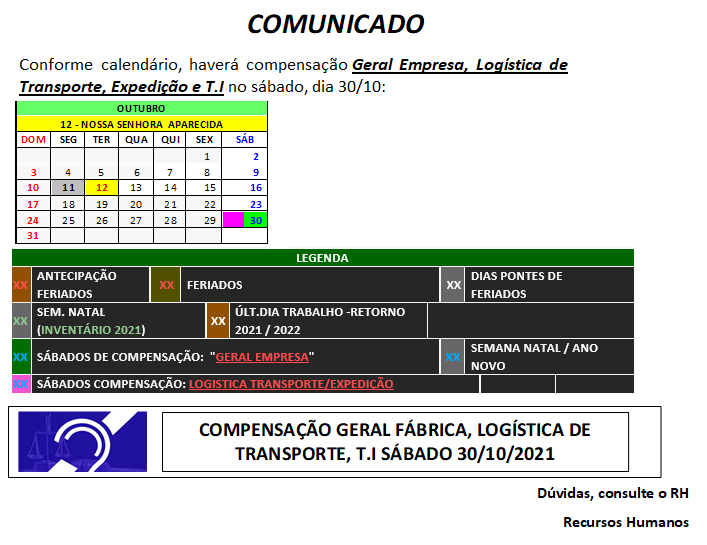 COMUNICADO
Conforme calendário, haverá compensação Geral Empresa, Logística de
Transporte, Expedição e T.I no sábado, dia 30/10:
OUTUBRO
12 - NOSSA SENHORA APARECIDA
DOM SEG TER QUA QUI SEX SÁB
1 2
3 4 5 6 7 8 9
10 11 12 13 14 15 16
17 18 19 20 21 22 23
24 25 26 27 28 29 30
31
LEGENDA
XX ANTECIPAÇÃO FERIADOS XX FERIADOS XX DIAS PONTES DE FERIADOS
XX SEM. NATAL (INVENTÁRIO 2021) XX ÚLT.DIA TRABALHO -RETORNO 2021 / 2022
XX SÁBADOS DE COMPENSAÇÃO: "GERAL EMPRESA" XX SEMANA NATAL / ANO NOVO
XX SÁBADOS COMPENSAÇÃO: LOGISTICA TRANSPORTE/EXPEDIÇÃO
COMPENSAÇÃO GERAL FÁBRICA, LOGÍSTICA DE
TRANSPORTE, T.I SÁBADO 30/10/2021
Dúvidas, consulte o RH
Recursos Humanos